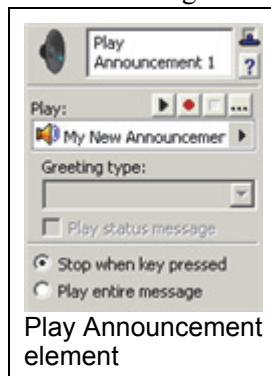 Play
Announcement 1
?
Play:
...
My New Announcemer
Greeting type:
Play status message
Stop when key pressed
Play entire message
Play Announcement
element